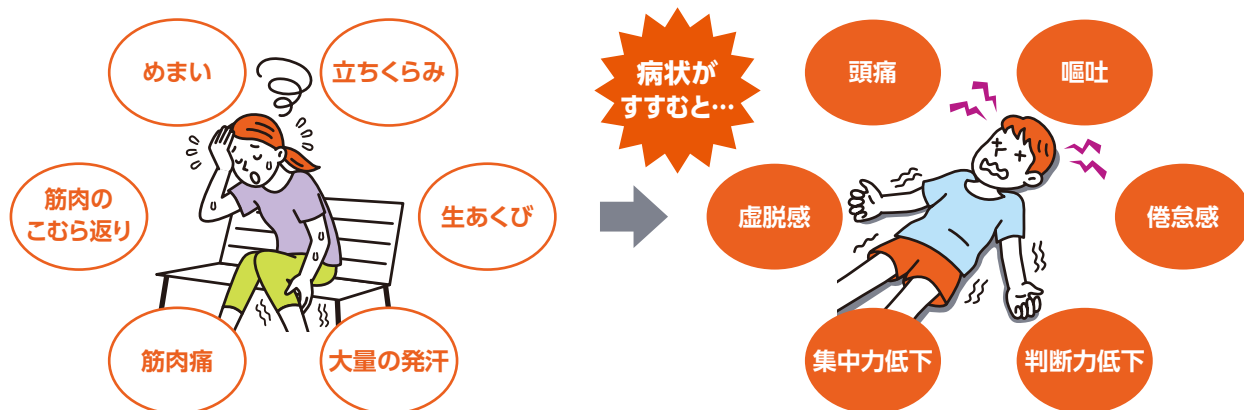 めまい
立ちくらみ
筋肉の
こむら返り
生あくび
筋肉痛
大量の発汗
病状が
すすむと…
頭痛
嘔吐
虚脱感
倦怠感
集中力低下
判断力低下